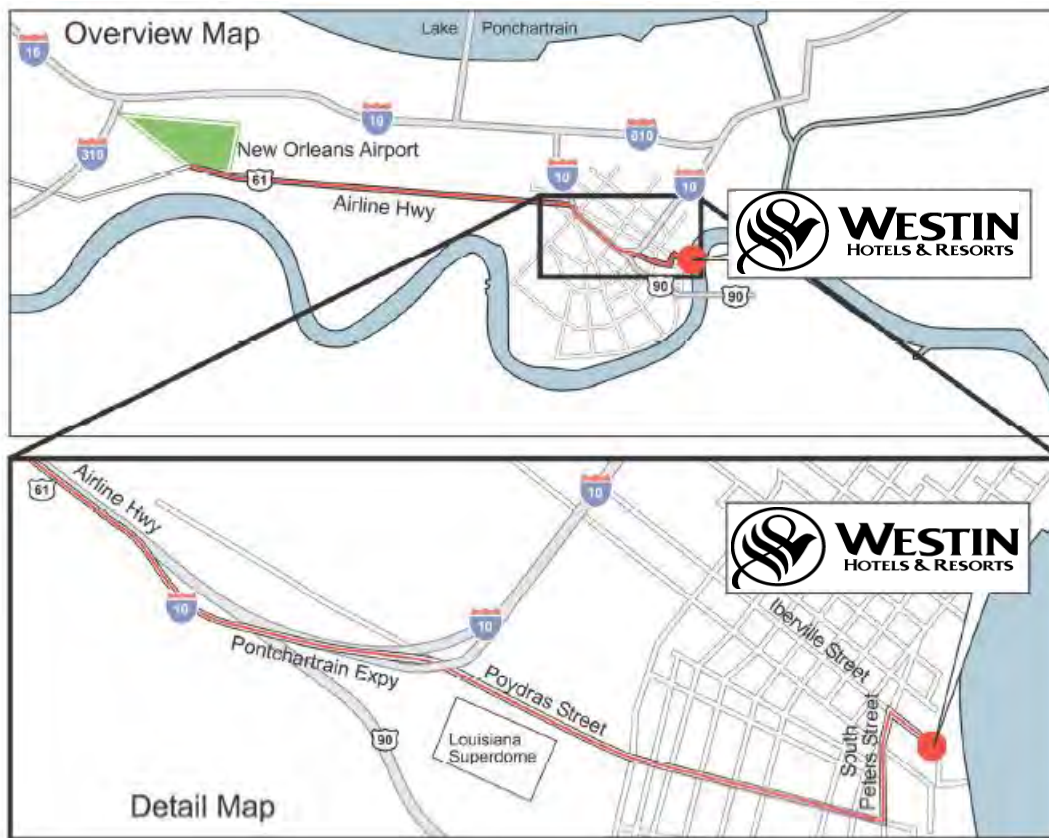 Overview Map
Lake Ponchartrain
10
10
610
310
New Orleans Airport
61
10
10
Airline Hwy
WESTIN
HOTELS & RESORTS
90
90
61
Airline Hwy
10
10
WESTIN
HOTELS & RESORTS
10
Iberville Street
Pontchartrain Expy
Poydras Street
South
Peters Street
90
Louisiana
Superdome
Detail Map